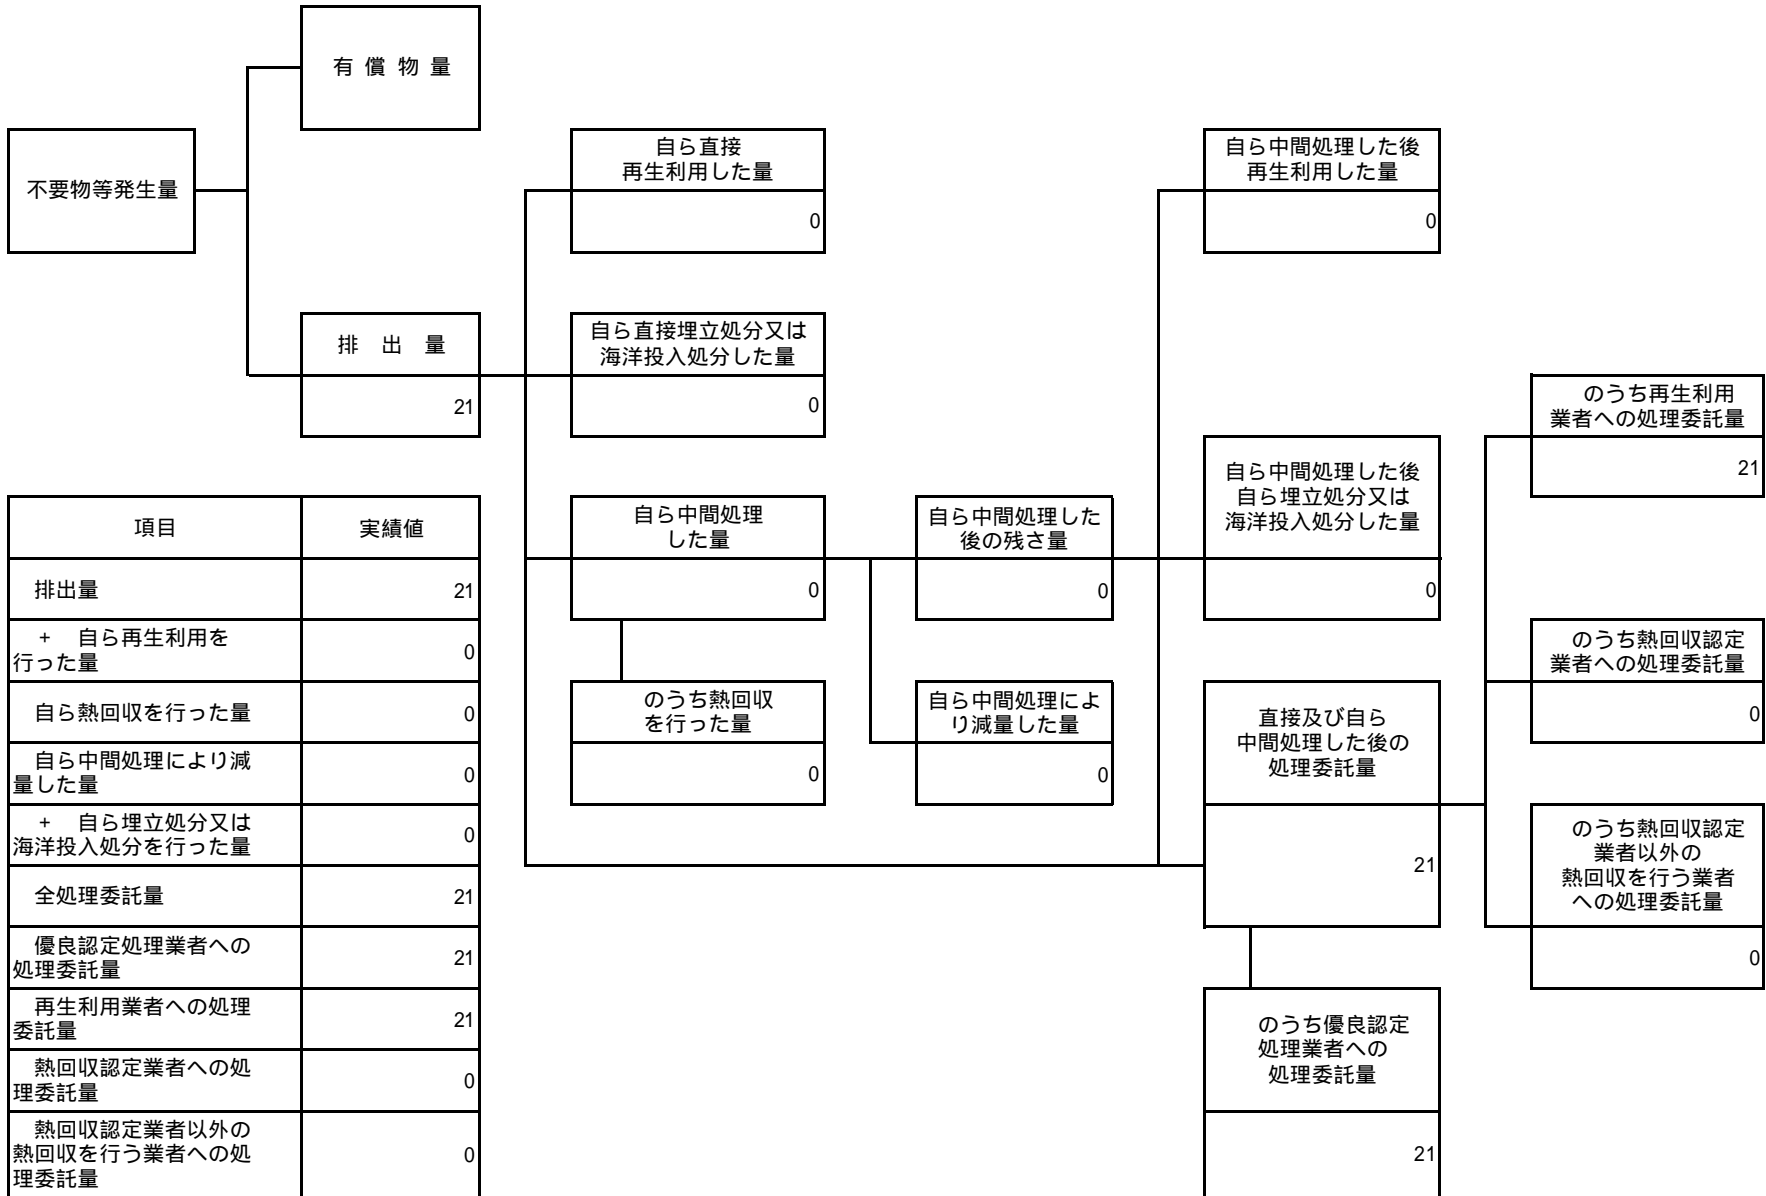 有 償 物 量
不要物等発生量
自ら直接
再生利用した量
0
自ら中間処理した後
再生利用した量
0
排 出 量
21
自ら直接埋立処分又は
海洋投入処分した量
0
のうち再生利用
業者への処理委託量
21
自ら中間処理
した量
0
自ら中間処理した
後の残さ量
0
自ら中間処理した後
自ら埋立処分又は
海洋投入処分した量
0
のうち熱回収認定
業者への処理委託量
0
のうち熱回収
を行った量
0
自ら中間処理によ
り減量した量
0
直接及び自ら
中間処理した後の
処理委託量
21
のうち熱回収認定
業者以外の
熱回収を行う業者
への処理委託量
0
のうち優良認定
処理業者への
処理委託量
21
項目 実績値
排出量 21
+ 自ら再生利用を
行った量 0
自ら熱回収を行った量 0
自ら中間処理により減
量した量 0
+ 自ら埋立処分又は
海洋投入処分を行った量 0
全処理委託量 21
優良認定処理業者への
処理委託量 21
再生利用業者への処理
委託量 21
熱回収認定業者への処
理委託量 0
熱回収認定業者以外の
熱回収を行う業者への処
理委託量 0